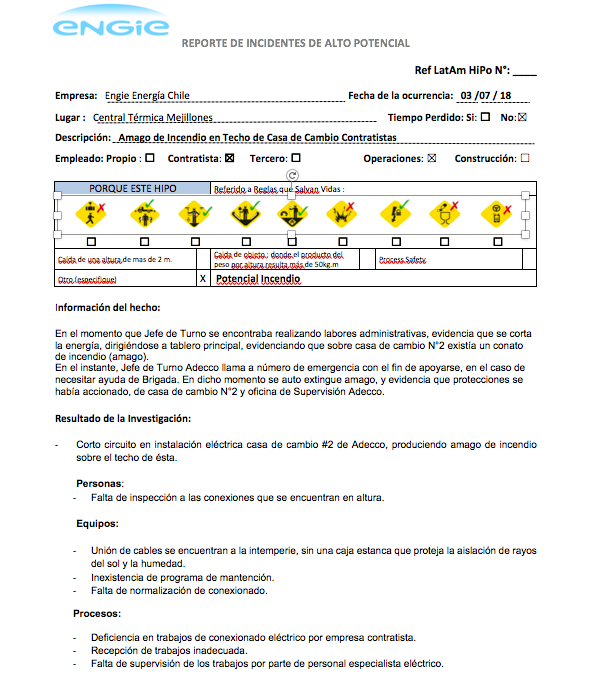 ENGIE
REPORTE DE INCIDENTES DE ALTO POTENCIAL
Ref LatAm HiPo N°: ____
Empresa: Engie Energía Chile Fecha de la ocurrencia: 03 /07 / 18
Lugar : Central Térmica Mejillones Tiempo Perdido: Si: ☐ No:☒
Descripción: Amago de Incendio en Techo de Casa de Cambio Contratistas
Empleado: Propio : ☐ Contratista: ☒ Tercero: ☐ Operaciones: ☒ Construcción: ☐
PORQUE ESTE HIPO Referido a Reglas que Salvan Vidas :
☐ ☐ ☐ ☐ ☐ ☐ ☐ ☐ ☐
Caída de una altura de mas de 2 m. Caída de objeto : donde el producto del Process Safety
peso por altura resulta más de 50kg.m
Otro (especifique) X Potencial Incendio
Información del hecho:
En el momento que Jefe de Turno se encontraba realizando labores administrativas, evidencia que se corta
la energía, dirigiéndose a tablero principal, evidenciando que sobre casa de cambio N°2 existía un conato
de incendio (amago).
En el instante, Jefe de Turno Adecco llama a número de emergencia con el fin de apoyarse, en el caso de
necesitar ayuda de Brigada. En dicho momento se auto extingue amago, y evidencia que protecciones se
había accionado, de casa de cambio N°2 y oficina de Supervisión Adecco.
Resultado de la Investigación:
- Corto circuito en instalación eléctrica casa de cambio #2 de Adecco, produciendo amago de incendio
sobre el techo de ésta.
Personas:
- Falta de inspección a las conexiones que se encuentran en altura.
Equipos:
- Unión de cables se encuentran a la intemperie, sin una caja estanca que proteja la aislación de rayos
del sol y la humedad.
- Inexistencia de programa de mantención.
- Falta de normalización de conexionado.
Procesos:
- Deficiencia en trabajos de conexionado eléctrico por empresa contratista.
- Recepción de trabajos inadecuada.
- Falta de supervisión de los trabajos por parte de personal especialista eléctrico.